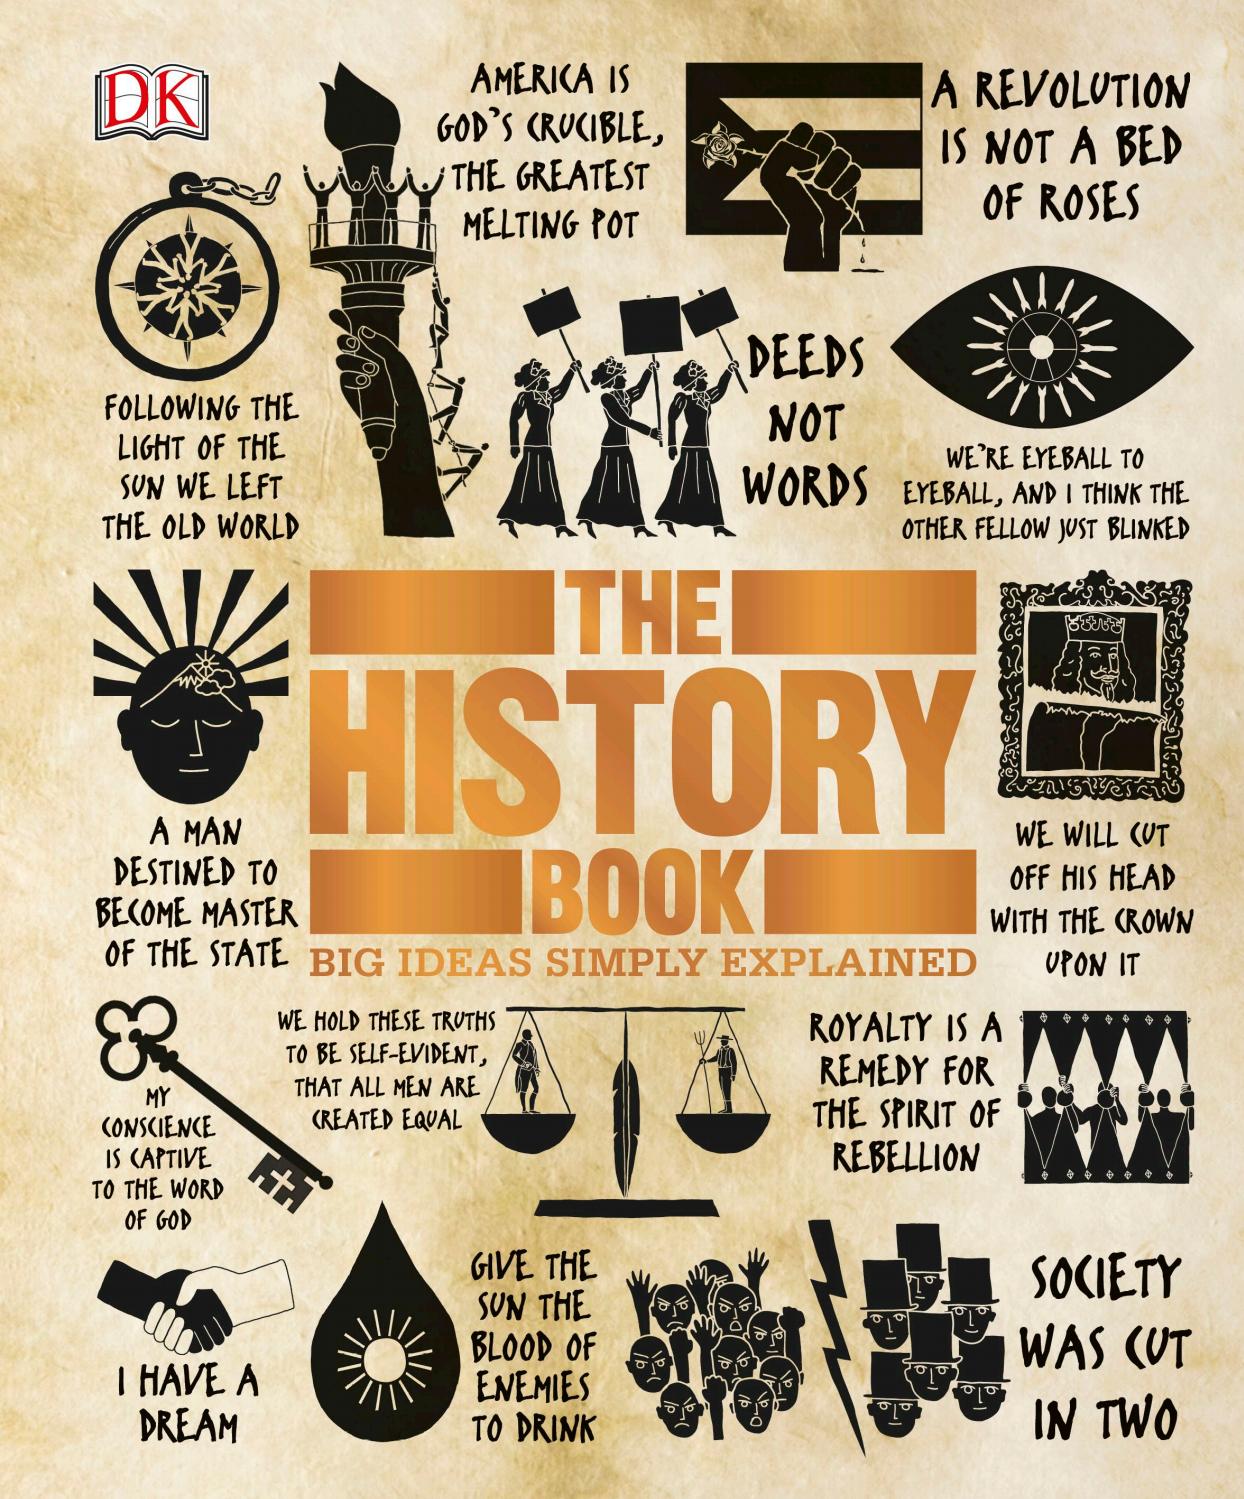 DK
AMERICA IS
GOD'S CRUCIBLE,
THE GREATEST
MELTING POT
A REVOLUTION
IS NOT A BED
OF ROSES
FOLLOWING THE
LIGHT OF THE
SUN WE LEFT
THE OLD WORLD
DEEDS
NOT
WORDS
WE'RE EYEBALL TO
EYEBALL, AND I THINK THE
OTHER FELLOW JUST BLINKED
THE
HISTORY
BOOK
BIG IDEAS SIMPLY EXPLAINED
A MAN
DESTINED TO
BECOME MASTER
OF THE STATE
WE WILL CUT
OFF HIS HEAD
WITH THE CROWN
UPON IT
MY
CONSCIENCE
IS CAPTIVE
TO THE WORD
OF GOD
WE HOLD THESE TRUTHS
TO BE SELF-EVIDENT,
THAT ALL MEN ARE
CREATED EQUAL
ROYALTY IS A
REMEDY FOR
THE SPIRIT OF
REBELLION
I HAVE A
DREAM
GIVE THE
SUN THE
BLOOD OF
ENEMIES
TO DRINK
SOCIETY
WAS CUT
IN TWO